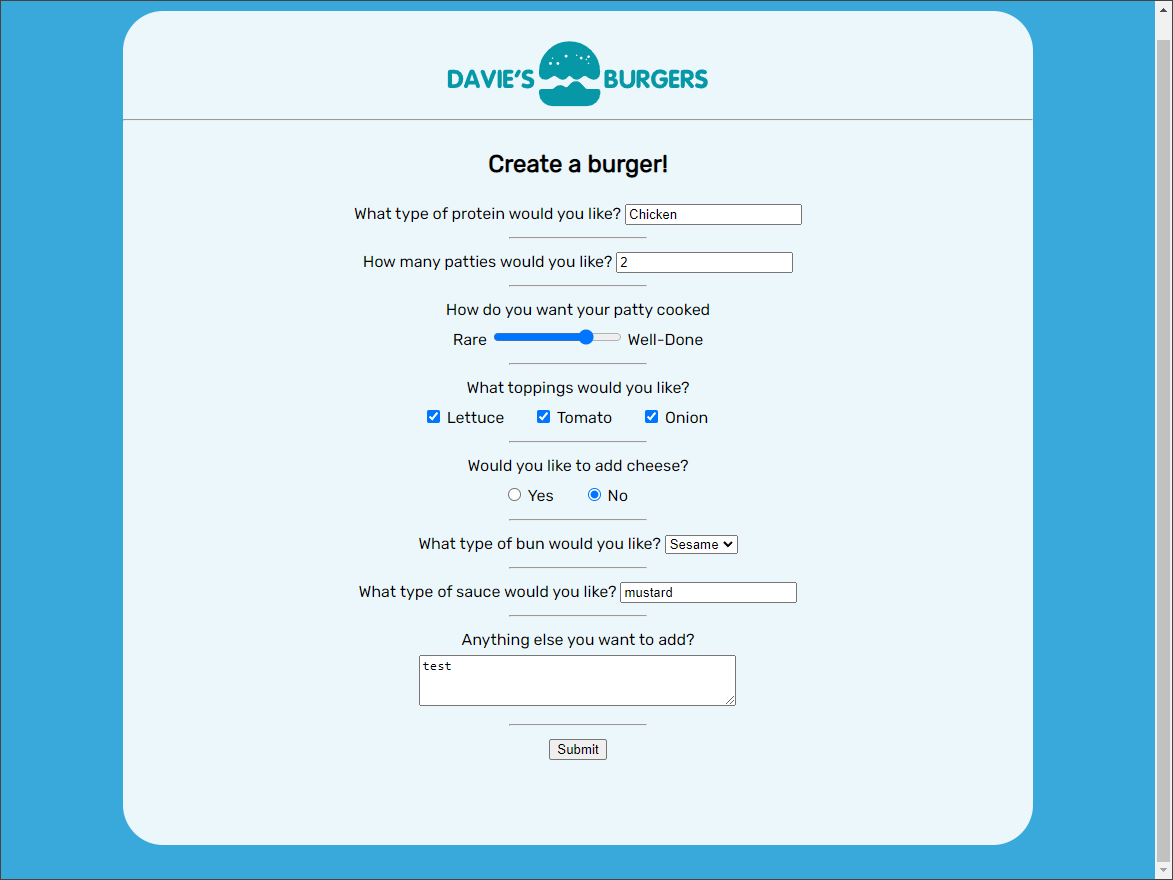 DAVIE'S BURGERS
Create a burger!
What type of protein would you like? Chicken
How many patties would you like? 2
How do you want your patty cooked
Rare Well-Done
What toppings would you like?
Lettuce Tomato Onion
Would you like to add cheese?
Yes No
What type of bun would you like? Sesame
What type of sauce would you like? mustard
Anything else you want to add?
test
Submit